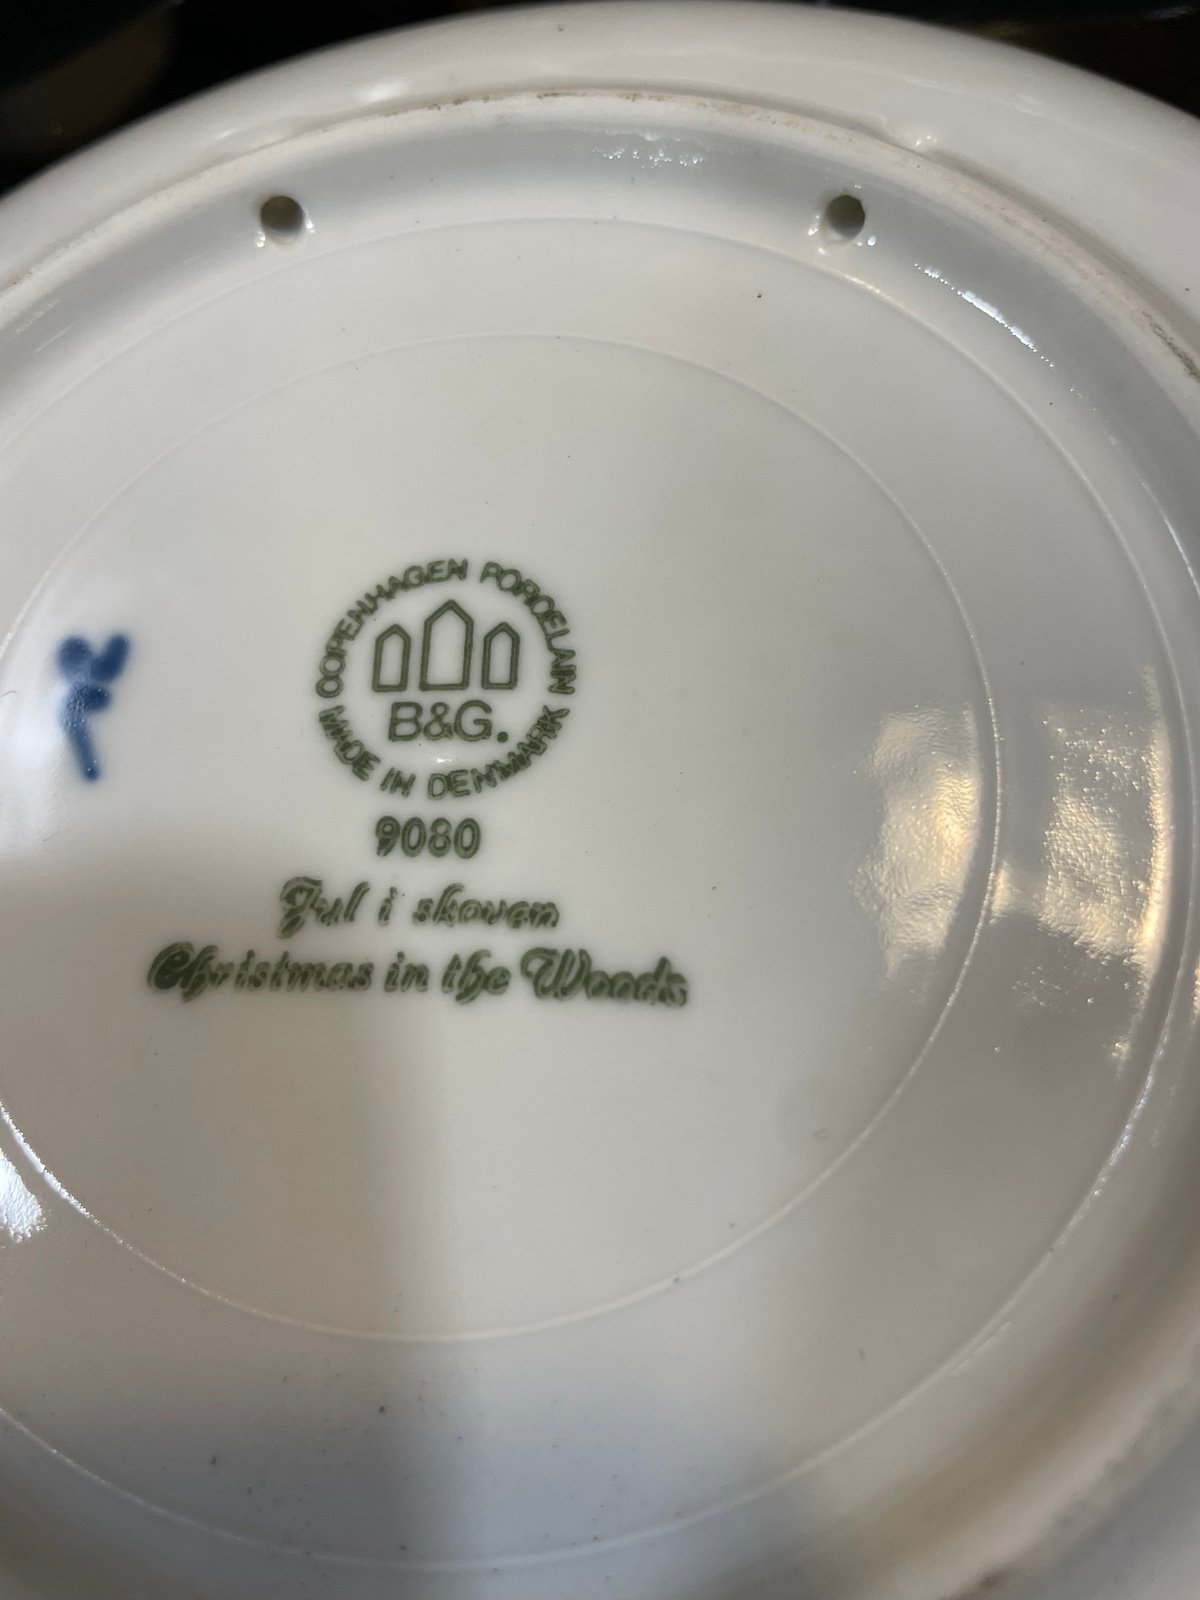 COPENHAGEN PORCELAIN
B&G.
MADE IN DENMARK
9080
Jul i skoven
Christmas in the Woods